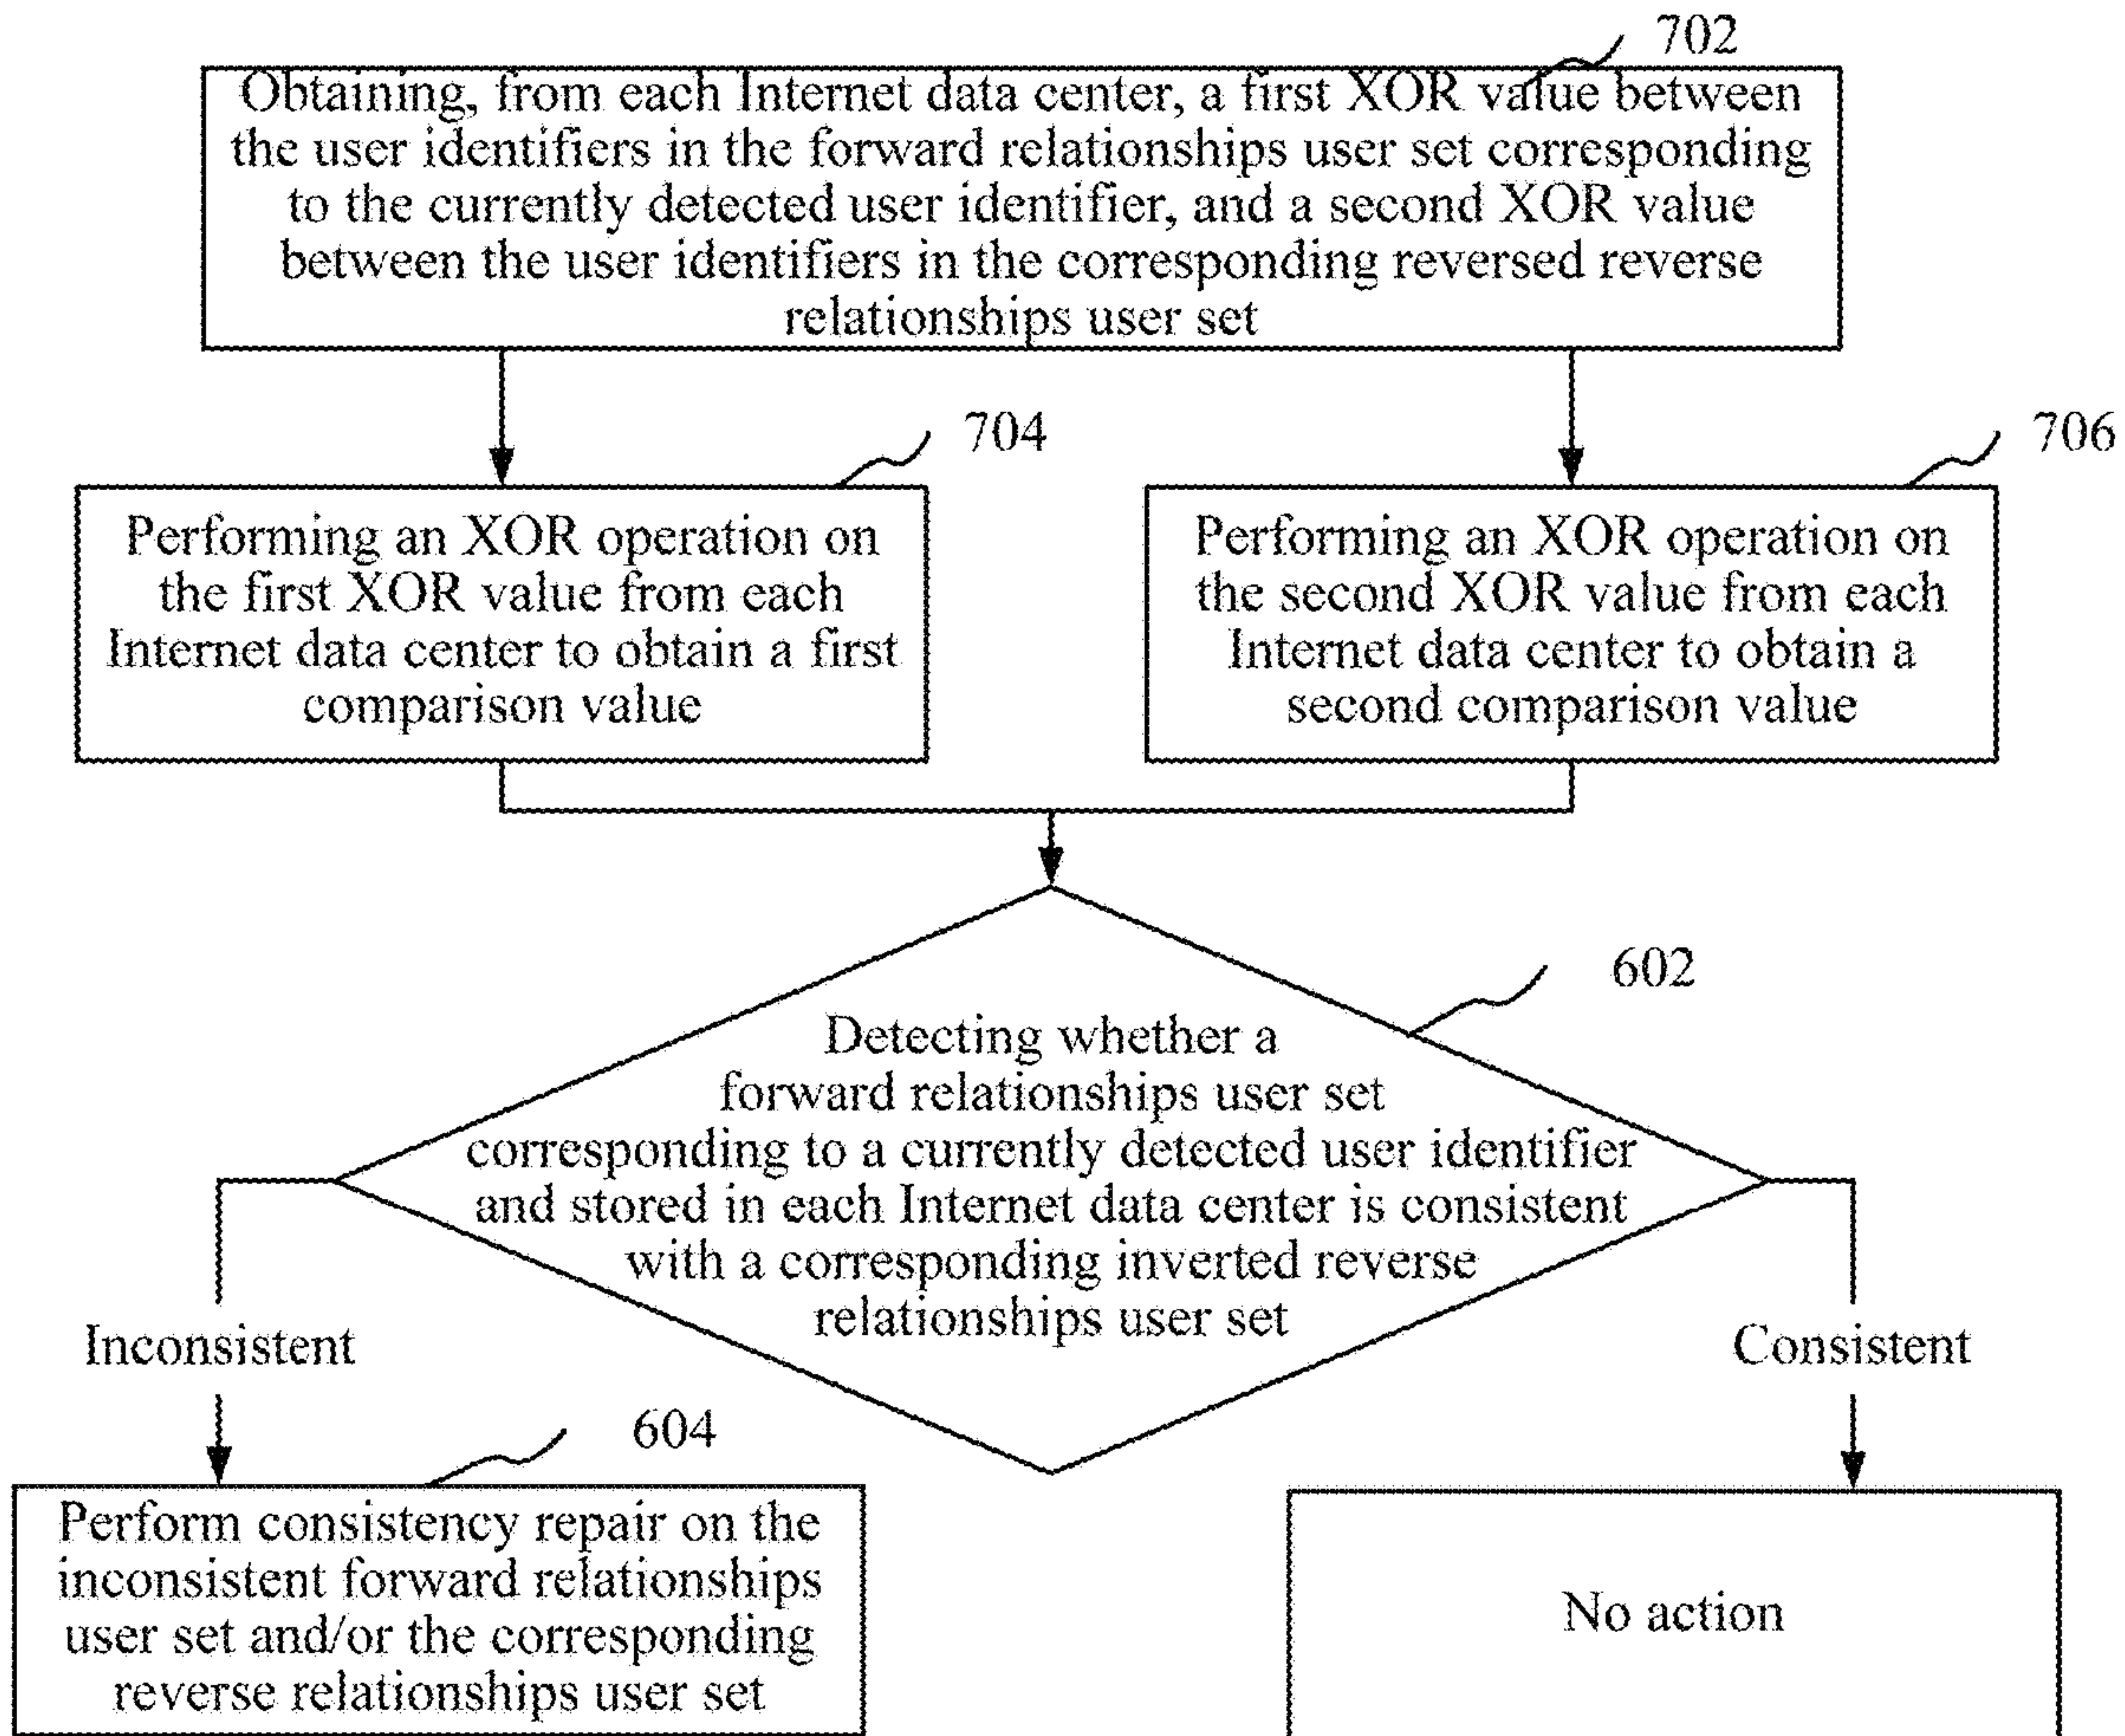 702
Obtaining, from each Internet data center, a first XOR value between
the user identifiers in the forward relationships user set corresponding
to the currently detected user identifier, and a second XOR value
between the user identifiers in the corresponding reversed reverse
relationships user set
704
706
Performing an XOR operation on
the first XOR value from each
Internet data center to obtain a first
comparison value
Performing an XOR operation on
the second XOR value from each
Internet data center to obtain a
second comparison value
602
Detecting whether a
forward relationships user set
corresponding to a currently detected user identifier
and stored in each Internet data center is consistent
with a corresponding inverted reverse
relationships user set
Inconsistent
Consistent
604
Perform consistency repair on the
inconsistent forward relationships
user set and/or the corresponding
reverse relationships user set
No action